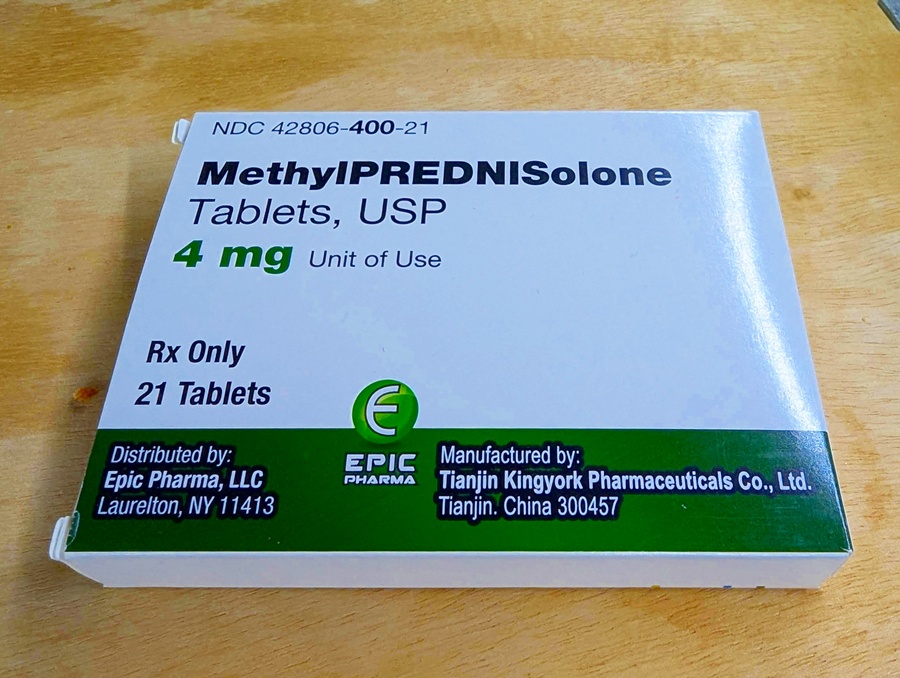 NDC 42806-400-21
MethylPREDNISolone
Tablets, USP
4 mg Unit of Use
Rx Only
21 Tablets
E
EPIC
PHARMA
Distributed by:
Epic Pharma, LLC
Laurelton, NY 11413
Manufactured by:
Tianjin Kingyork Pharmaceuticals Co., Ltd.
Tianjin. China 300457